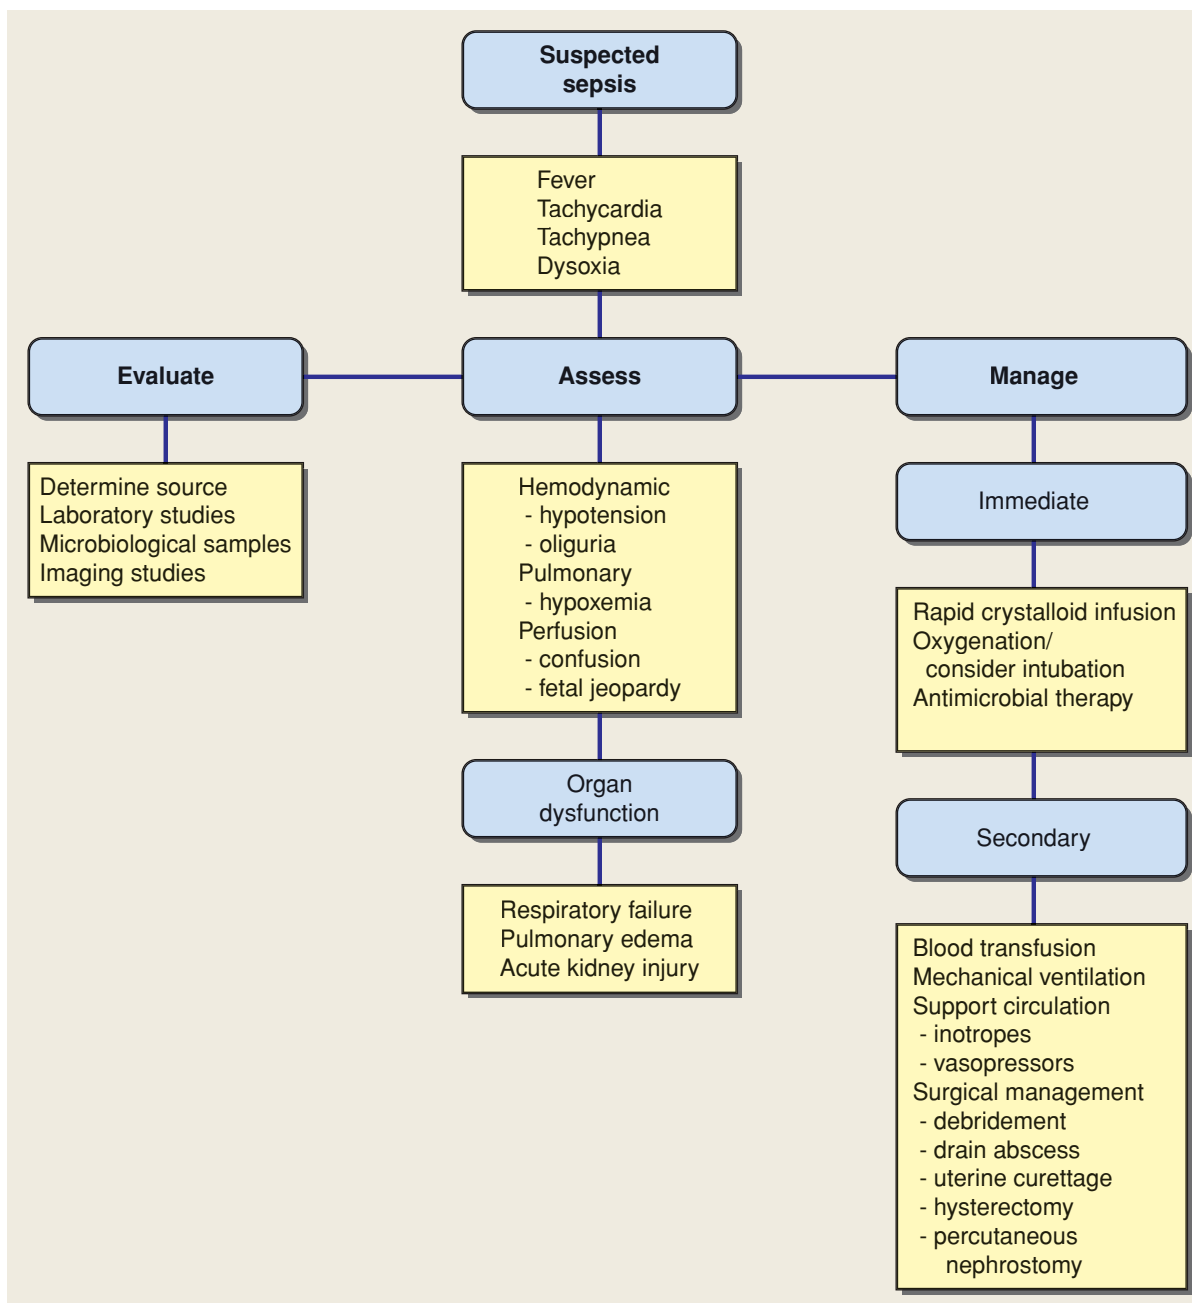 Suspected
sepsis
Fever
Tachycardia
Tachypnea
Dysoxia
Evaluate
Assess
Manage
Determine source
Laboratory studies
Microbiological samples
Imaging studies
Hemodynamic
- hypotension
- oliguria
Pulmonary
- hypoxemia
Perfusion
- confusion
- fetal jeopardy
Organ
dysfunction
Respiratory failure
Pulmonary edema
Acute kidney injury
Immediate
Rapid crystalloid infusion
Oxygenation/
consider intubation
Antimicrobial therapy
Secondary
Blood transfusion
Mechanical ventilation
Support circulation
- inotropes
- vasopressors
Surgical management
- debridement
- drain abscess
- uterine curettage
- hysterectomy
- percutaneous
nephrostomy